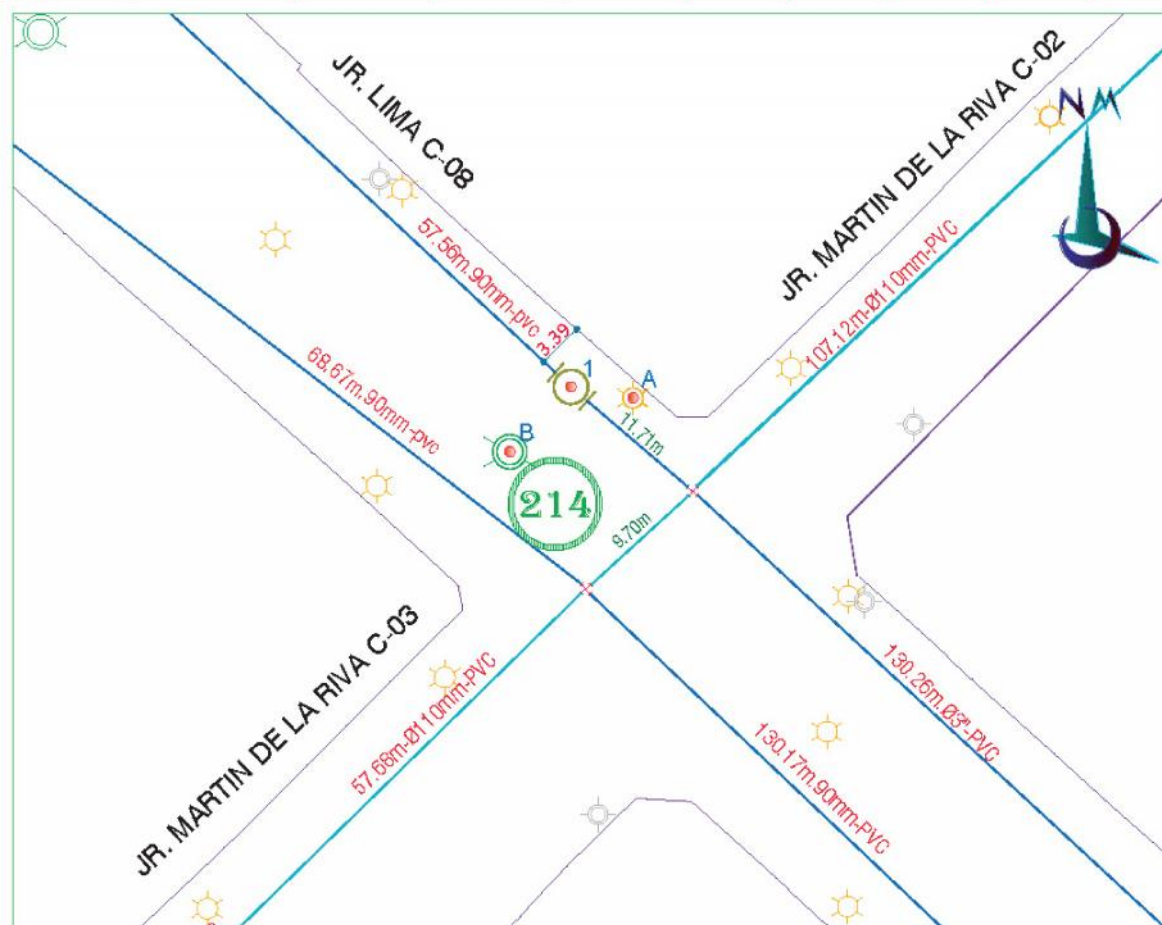 JR. LIMA C-08
JR. MARTIN DE LA RIVA C-02
N M
57.56m.90mm-pvc
107.12m-Ø110mm-PVC
3.39
1
A
68.67m.90mm-pvc
11.71m
B
214
9.70m
JR. MARTIN DE LA RIVA C-03
57.68m-Ø110mm-PVC
130.26m.Ø3"-PVC
130.17m.90mm-PVC